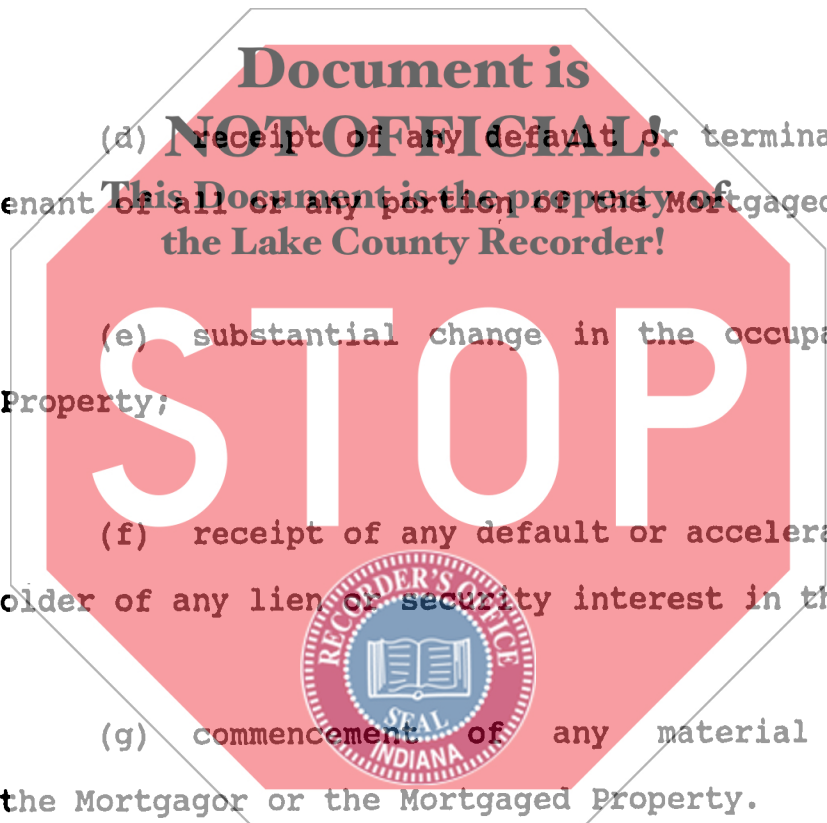 Document is
NOT OFFICIAL!
(d) receipt of any default or termina
This Document is the property of
enant of all or any portion of the Mortgaged
the Lake County Recorder!
(e) substantial change in the occupa
Property;
STOP
(f) receipt of any default or accelera
older of any lien or security interest in th
RECORDER'S OFFICE
SEAL
INDIANA
(g) commencement of any material
the Mortgagor or the Mortgaged Property.